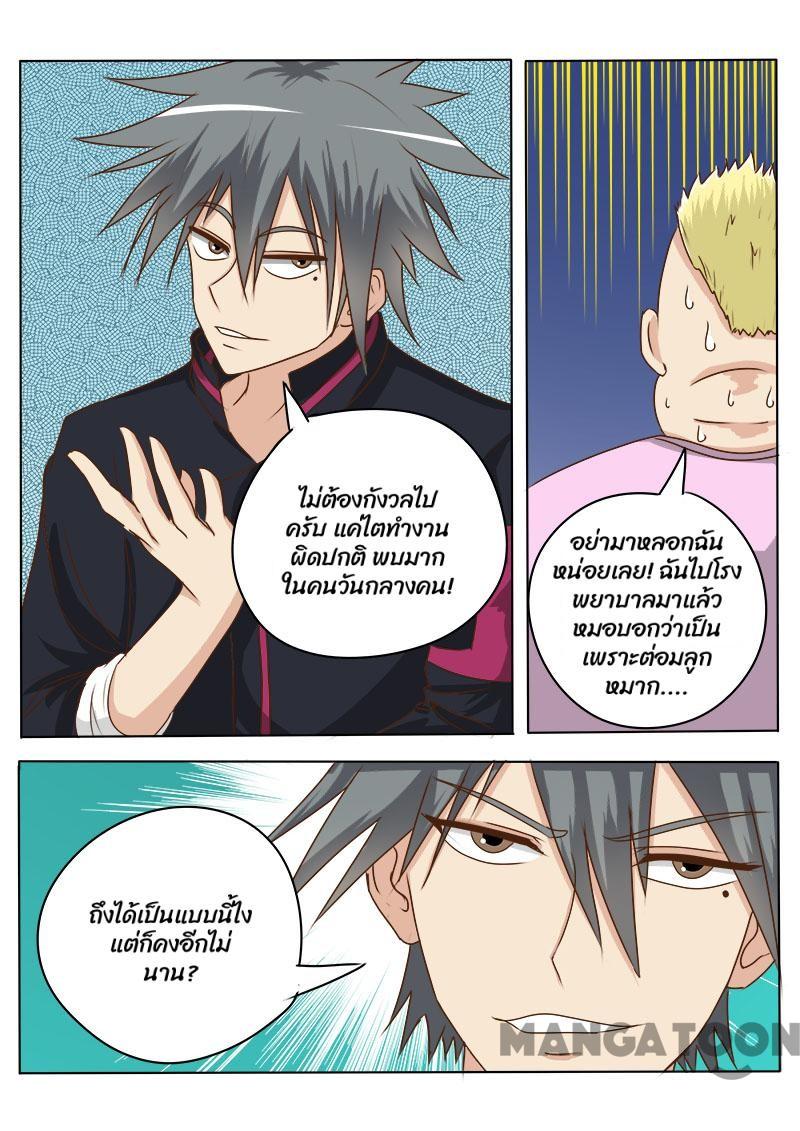 ไม่ต้องกังวลไป
ครับ แค่ไตทำงาน
ผิดปกติ พบมาก
ในคนวันกลางคน!
อย่ามาหลอกฉัน
หน่อยเลย! ฉันไปโรง
พยาบาลมาแล้ว
หมอบอกว่าเป็น
เพราะต่อมลูก
หมาก....
ถึงได้เป็นแบบนี้ไง
แต่ก็คงอีกไม่
นาน?
MANGATOON